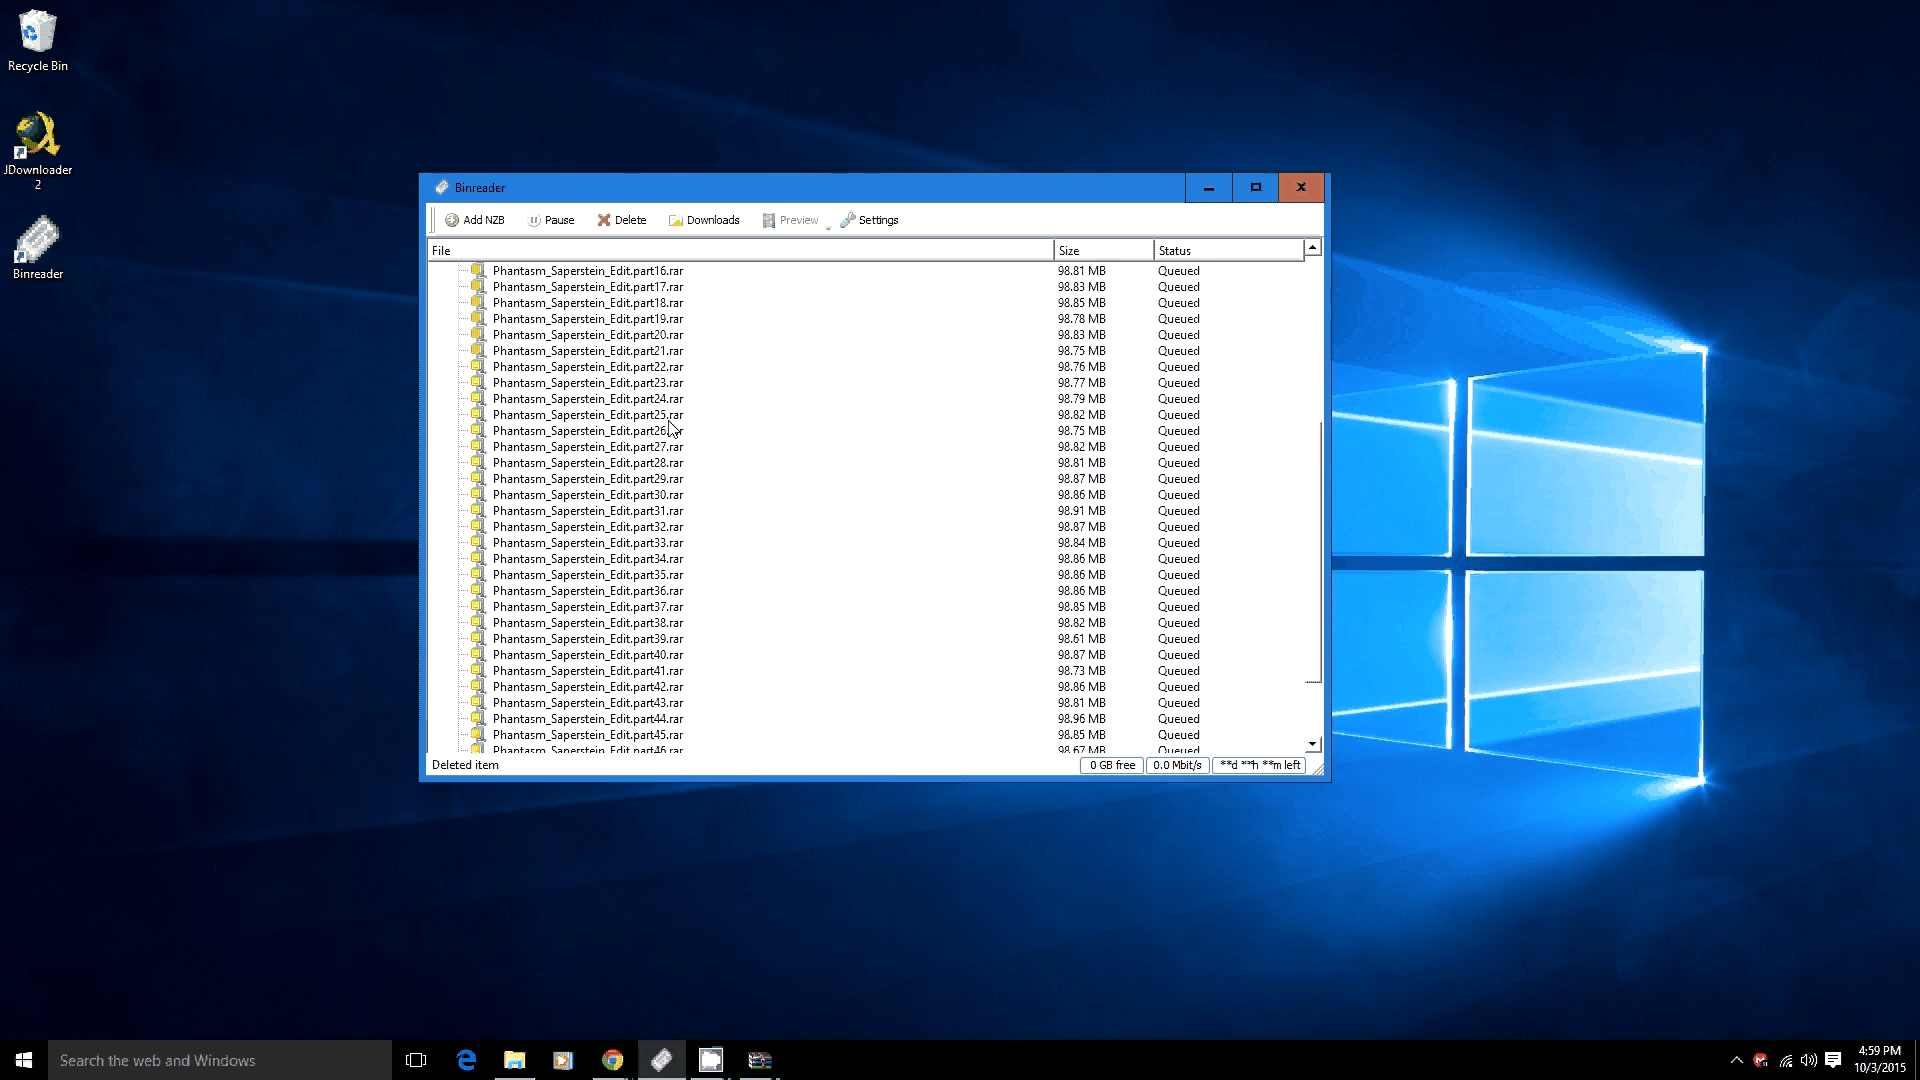 Recycle Bin
JDownloader
2
Binreader
Binreader
Add NZB Pause Delete Downloads Preview Settings
File Size Status
Phantasm_Saperstein_Edit.part16.rar 98.81 MB Queued
Phantasm_Saperstein_Edit.part17.rar 98.83 MB Queued
Phantasm_Saperstein_Edit.part18.rar 98.85 MB Queued
Phantasm_Saperstein_Edit.part19.rar 98.78 MB Queued
Phantasm_Saperstein_Edit.part20.rar 98.83 MB Queued
Phantasm_Saperstein_Edit.part21.rar 98.75 MB Queued
Phantasm_Saperstein_Edit.part22.rar 98.76 MB Queued
Phantasm_Saperstein_Edit.part23.rar 98.77 MB Queued
Phantasm_Saperstein_Edit.part24.rar 98.79 MB Queued
Phantasm_Saperstein_Edit.part25.rar 98.82 MB Queued
Phantasm_Saperstein_Edit.part26.rar 98.75 MB Queued
Phantasm_Saperstein_Edit.part27.rar 98.82 MB Queued
Phantasm_Saperstein_Edit.part28.rar 98.81 MB Queued
Phantasm_Saperstein_Edit.part29.rar 98.87 MB Queued
Phantasm_Saperstein_Edit.part30.rar 98.86 MB Queued
Phantasm_Saperstein_Edit.part31.rar 98.91 MB Queued
Phantasm_Saperstein_Edit.part32.rar 98.87 MB Queued
Phantasm_Saperstein_Edit.part33.rar 98.84 MB Queued
Phantasm_Saperstein_Edit.part34.rar 98.86 MB Queued
Phantasm_Saperstein_Edit.part35.rar 98.86 MB Queued
Phantasm_Saperstein_Edit.part36.rar 98.86 MB Queued
Phantasm_Saperstein_Edit.part37.rar 98.85 MB Queued
Phantasm_Saperstein_Edit.part38.rar 98.82 MB Queued
Phantasm_Saperstein_Edit.part39.rar 98.61 MB Queued
Phantasm_Saperstein_Edit.part40.rar 98.87 MB Queued
Phantasm_Saperstein_Edit.part41.rar 98.73 MB Queued
Phantasm_Saperstein_Edit.part42.rar 98.86 MB Queued
Phantasm_Saperstein_Edit.part43.rar 98.81 MB Queued
Phantasm_Saperstein_Edit.part44.rar 98.96 MB Queued
Phantasm_Saperstein_Edit.part45.rar 98.85 MB Queued
Phantasm_Saperstein_Edit.part46.rar 98.67 MB Queued
Deleted item 0 GB free 0.0 Mbit/s **d **h **m left
Search the web and Windows
4:59 PM
10/3/2015